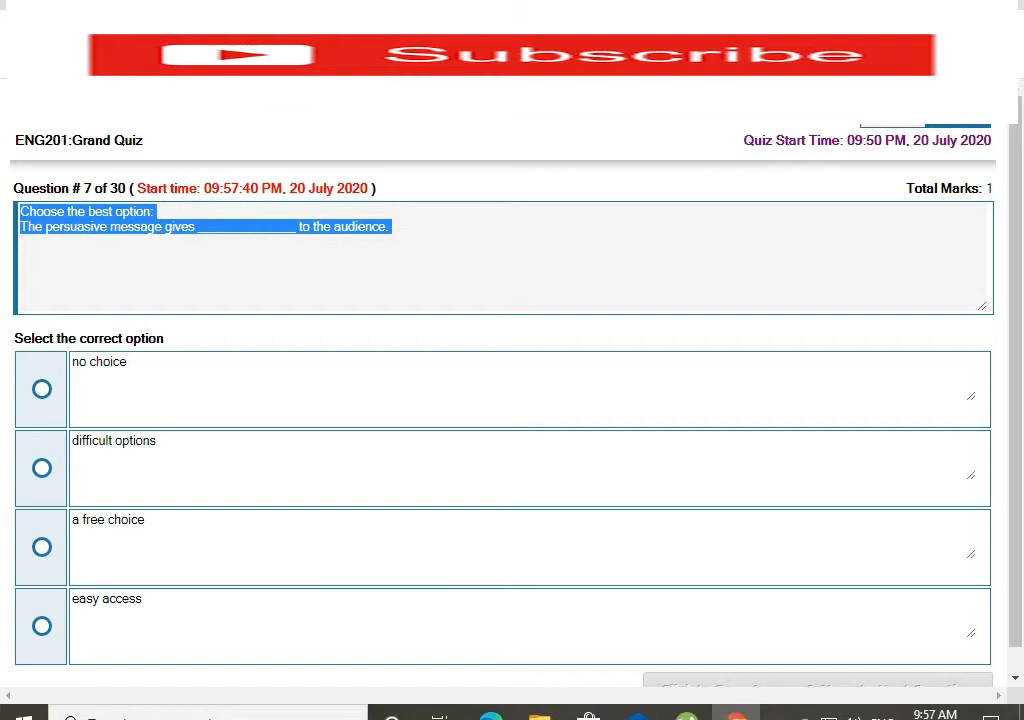 Subscribe
ENG201:Grand Quiz
Quiz Start Time: 09:50 PM, 20 July 2020
Question # 7 of 30 ( Start time: 09:57:40 PM, 20 July 2020 )
Total Marks: 1
Choose the best option:
The persuasive message gives ______________ to the audience.
Select the correct option
no choice
difficult options
a free choice
easy access
9:57 AM